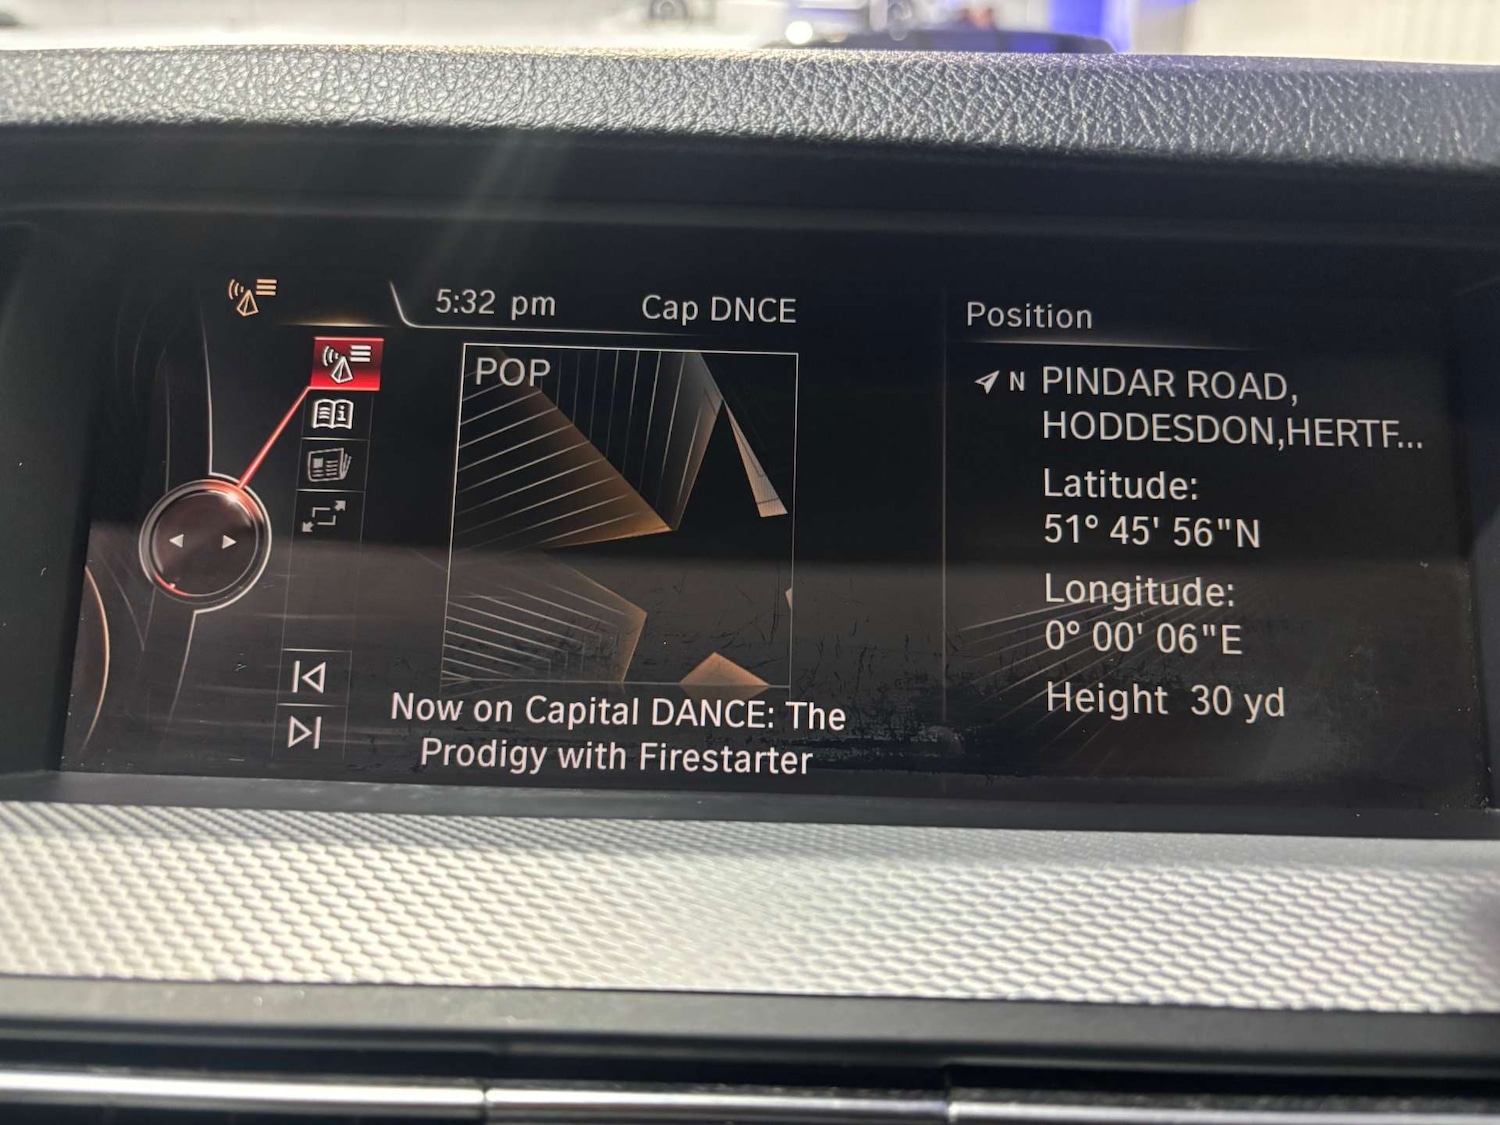 5:32 pm
Cap DNCE
POP
Now on Capital DANCE: The
Prodigy with Firestarter
Position
N PINDAR ROAD,
HODDESDON,HERTF...
Latitude:
51° 45' 56"N
Longitude:
0° 00' 06"E
Height 30 yd